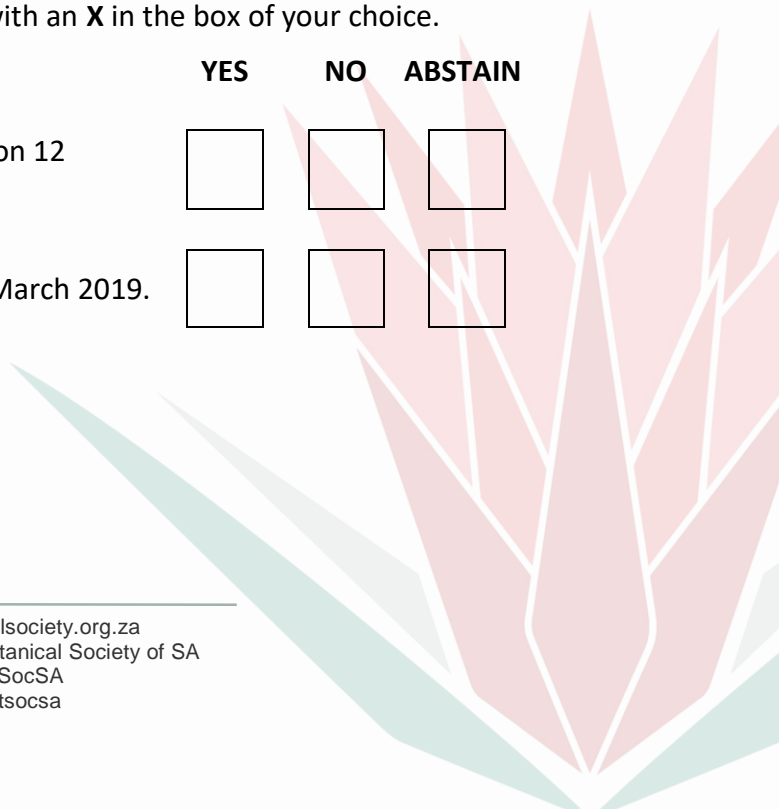 with an X in the box of your choice.
YES NO ABSTAIN
on 12
March 2019.
lsociety.org.za
tanical Society of SA
SocSA
tsocsa